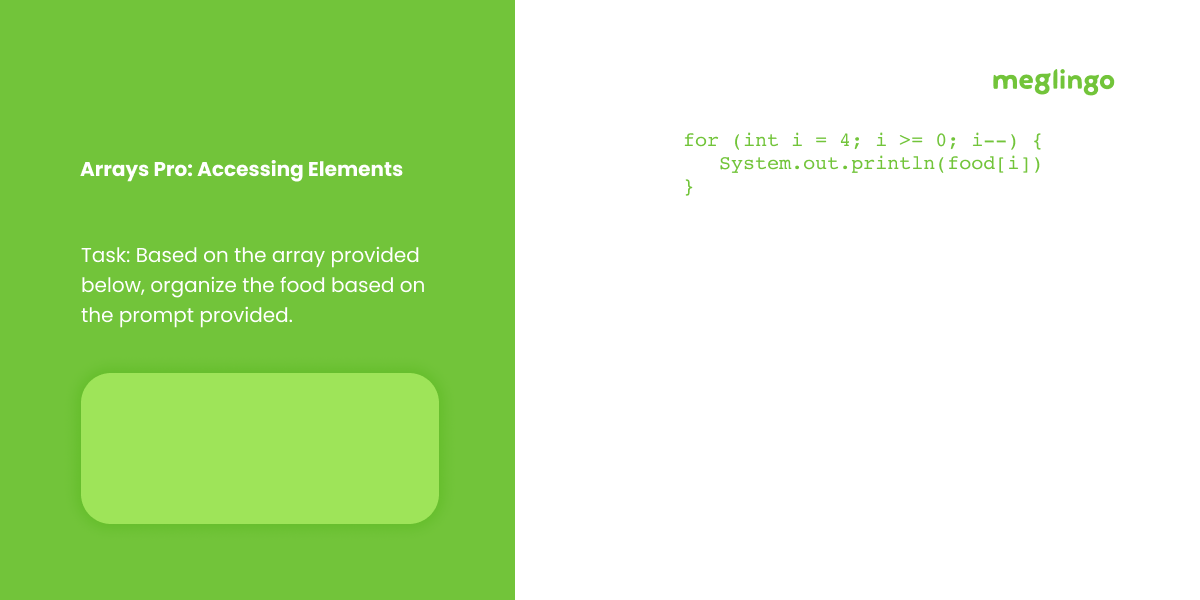 Arrays Pro: Accessing Elements
Task: Based on the array provided
below, organize the food based on
the prompt provided.
meglingo
for (int i = 4; i >= 0; i--) {
   System.out.println(food[i])
}